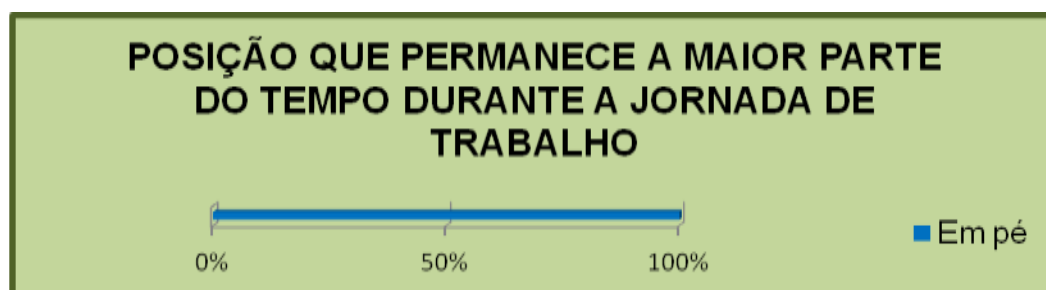 POSIÇÃO QUE PERMANECE A MAIOR PARTE
DO TEMPO DURANTE A JORNADA DE
TRABALHO
Em pé
0% 50% 100%